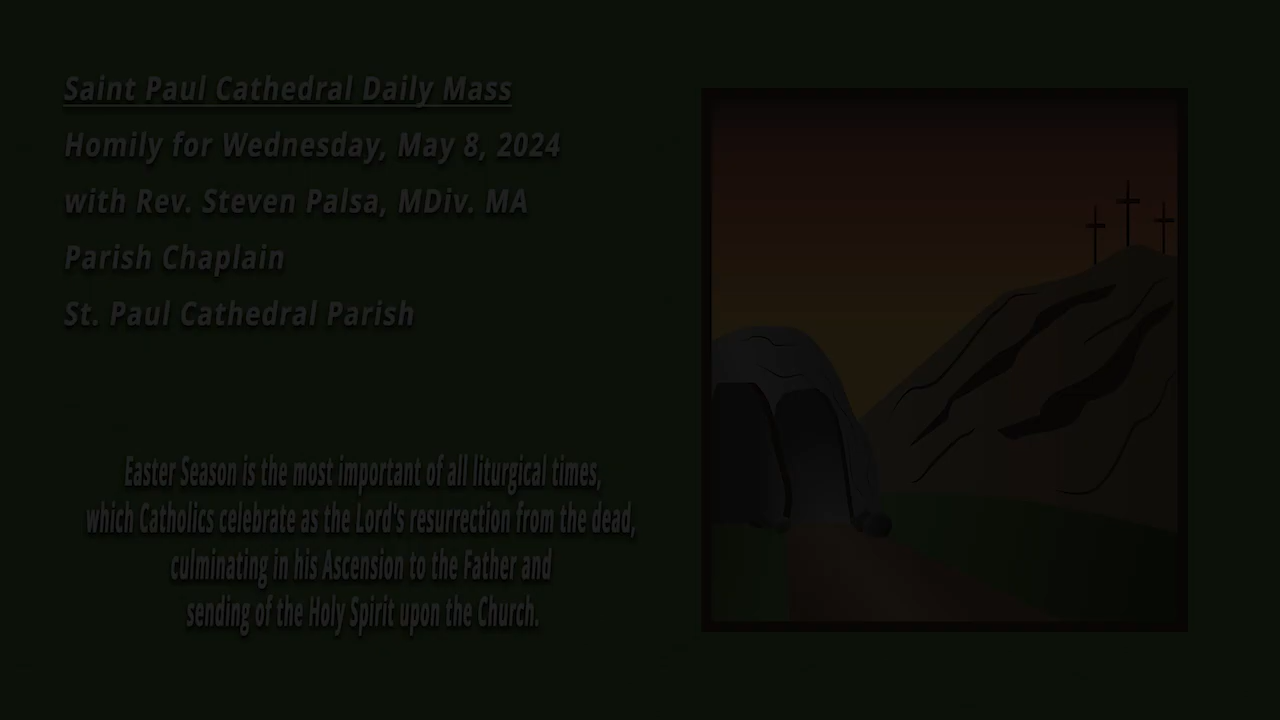 Saint Paul Cathedral Daily Mass
Homily for Wednesday, May 8, 2024
with Rev. Steven Palsa, MDiv. MA
Parish Chaplain
St. Paul Cathedral Parish
Easter Season is the most important of all liturgical times,
which Catholics celebrate as the Lord's resurrection from the dead,
culminating in his Ascension to the Father and
sending of the Holy Spirit upon the Church.